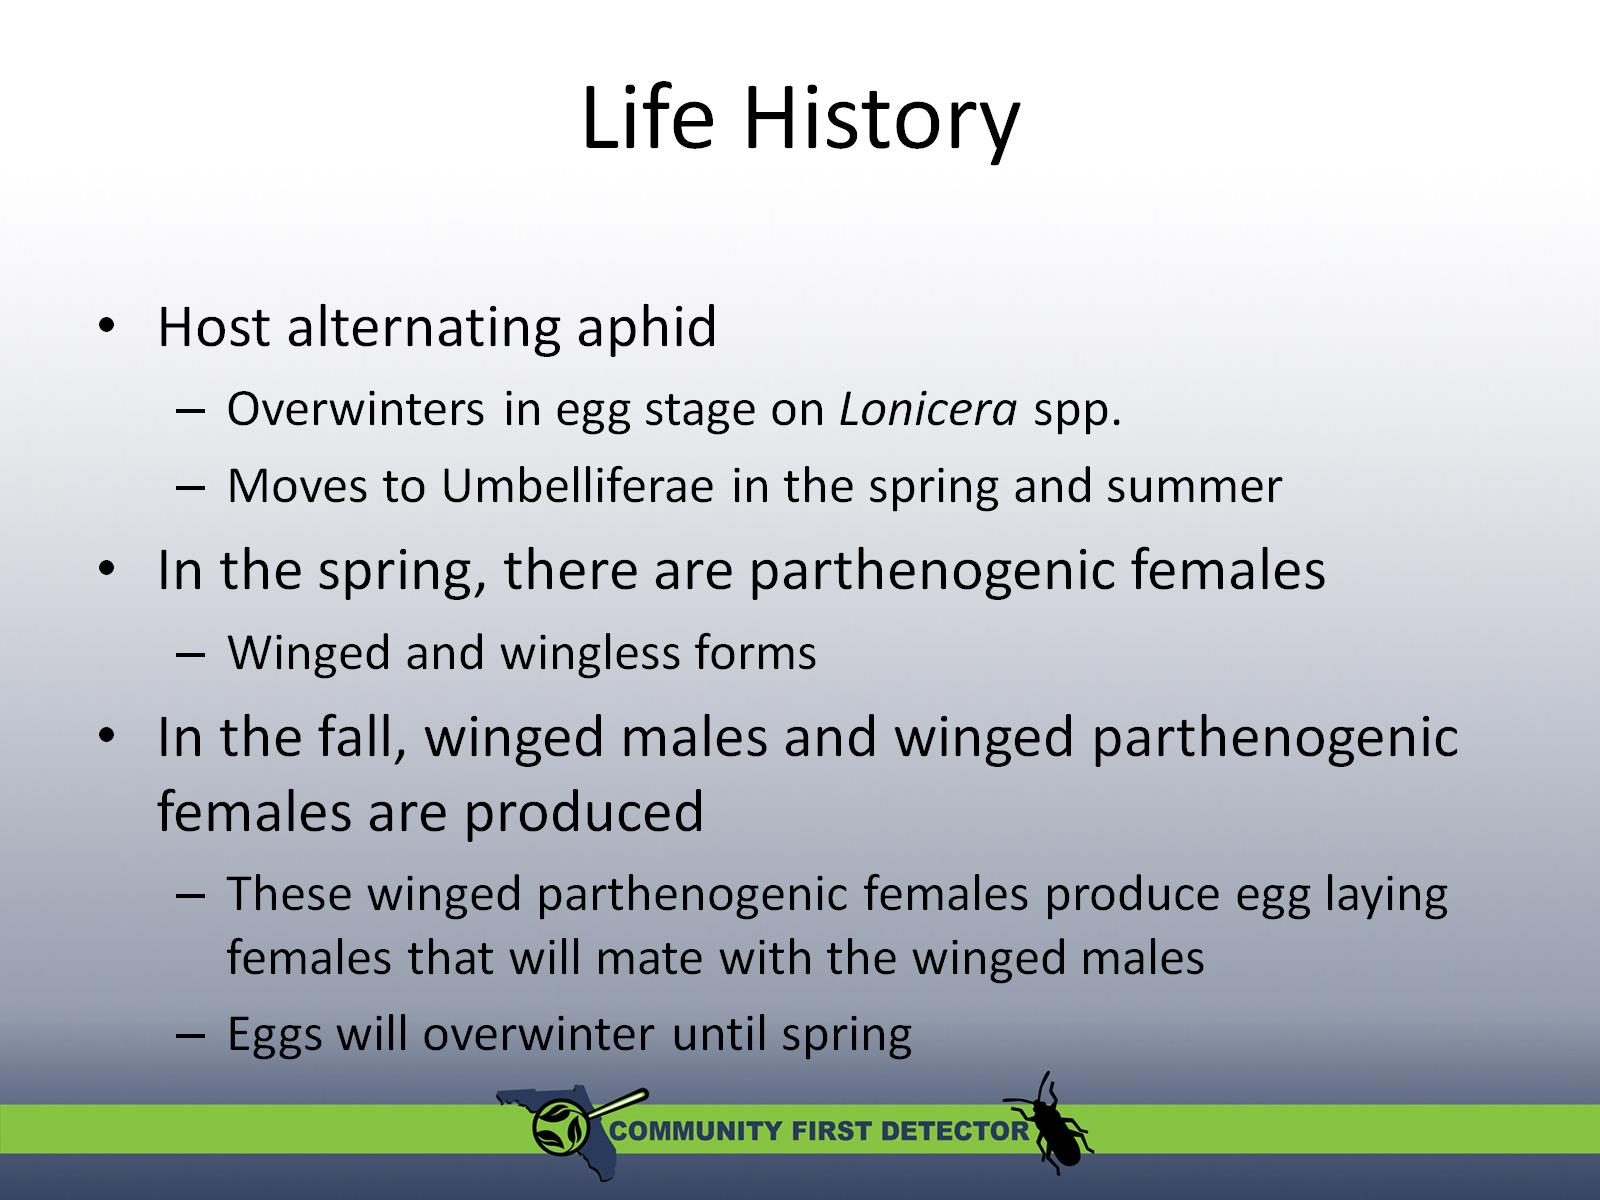 Life History
• Host alternating aphid
– Overwinters in egg stage on Lonicera spp.
– Moves to Umbelliferae in the spring and summer
• In the spring, there are parthenogenic females
– Winged and wingless forms
• In the fall, winged males and winged parthenogenic
females are produced
– These winged parthenogenic females produce egg laying
females that will mate with the winged males
– Eggs will overwinter until spring
COMMUNITY FIRST DETECTOR